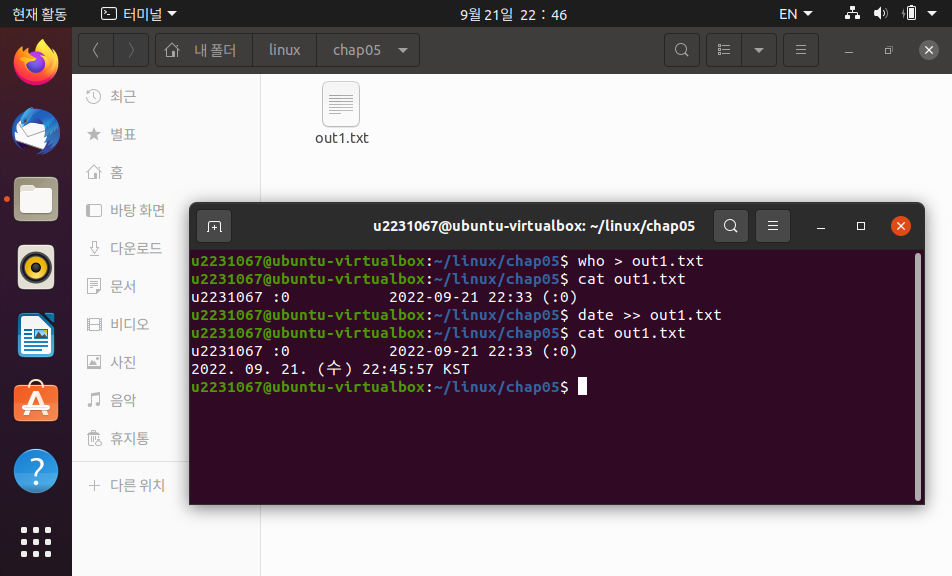 현재 활동 터미널 9월 21일 22 : 46 EN
내 폴더 linux chap05
최근
out1.txt
별표
홈
바탕 화면
다운로드
문서
비디오
사진
음악
휴지통
다른 위치
u2231067@ubuntu-virtualbox: ~/linux/chap05
u2231067@ubuntu-virtualbox:~/linux/chap05$ who > out1.txt
u2231067@ubuntu-virtualbox:~/linux/chap05$ cat out1.txt
u2231067 :0           2022-09-21 22:33 (:0)
u2231067@ubuntu-virtualbox:~/linux/chap05$ date >> out1.txt
u2231067@ubuntu-virtualbox:~/linux/chap05$ cat out1.txt
u2231067 :0           2022-09-21 22:33 (:0)
2022. 09. 21. (수) 22:45:57 KST
u2231067@ubuntu-virtualbox:~/linux/chap05$